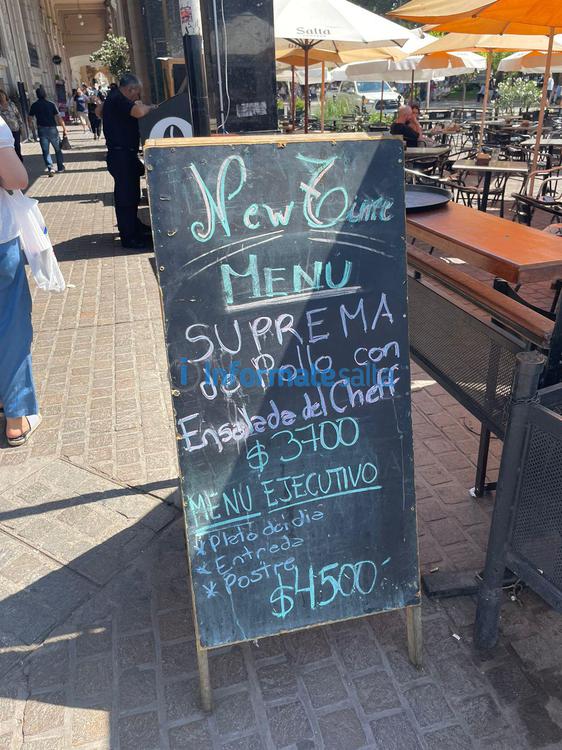 Salta
New Time
MENU
SUPREMA
de Pollo con
informatesalta
Ensalada del Cheff
$ 3700
MENU EJECUTIVO
* Plato del dia
* Entrada
* Postre
$4500